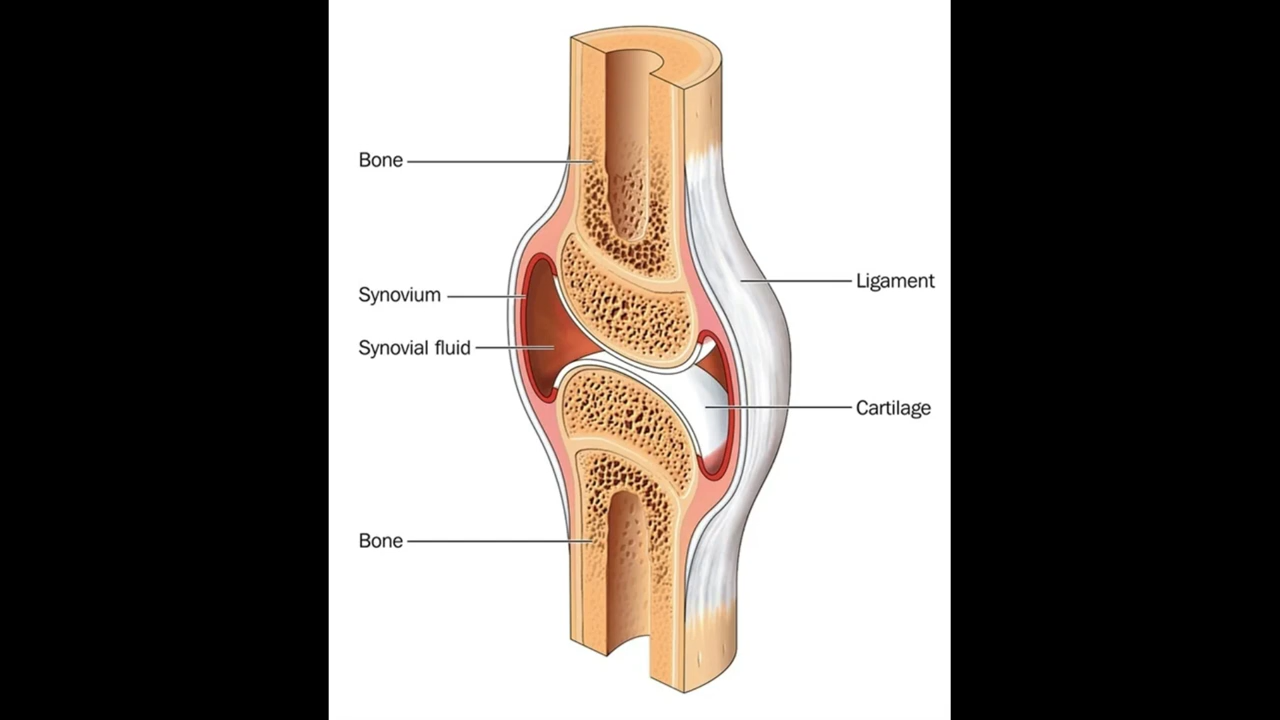 Bone
Synovium
Synovial fluid
Bone
Ligament
Cartilage